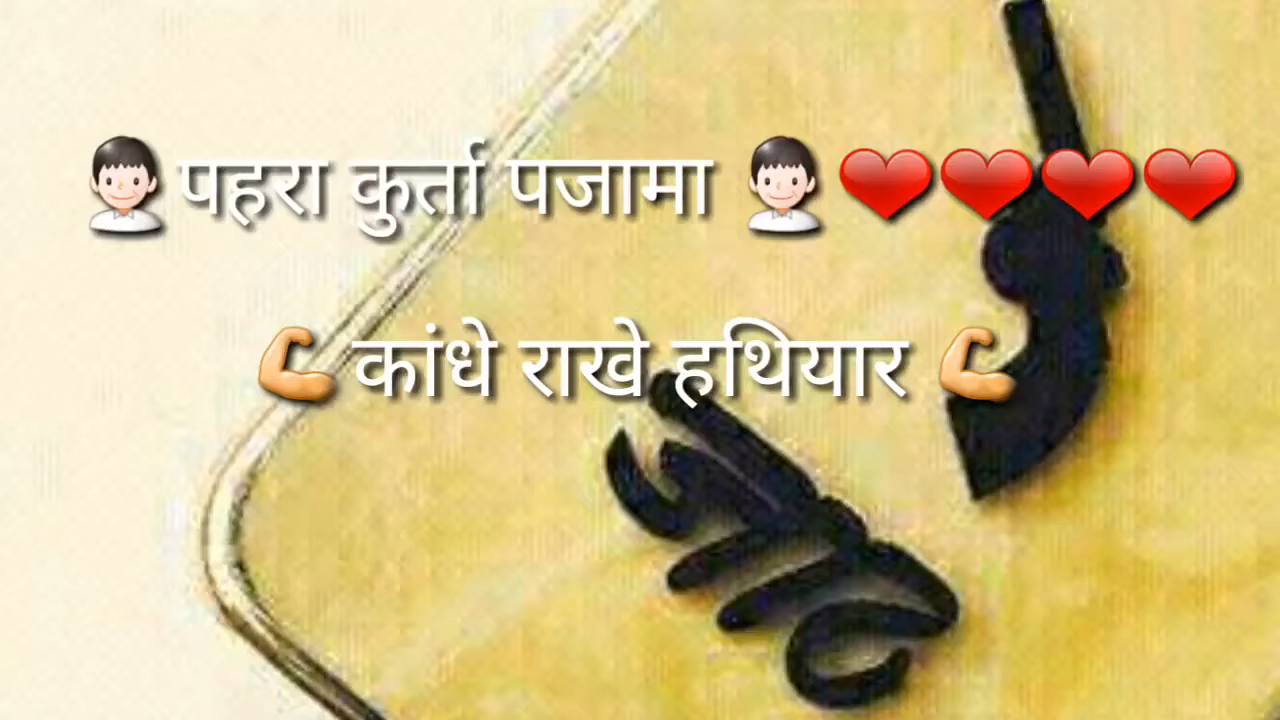 👨पहरा कुर्ता पजामा 👨❤❤❤❤
💪कांधे राखे हथियार 💪
जाट